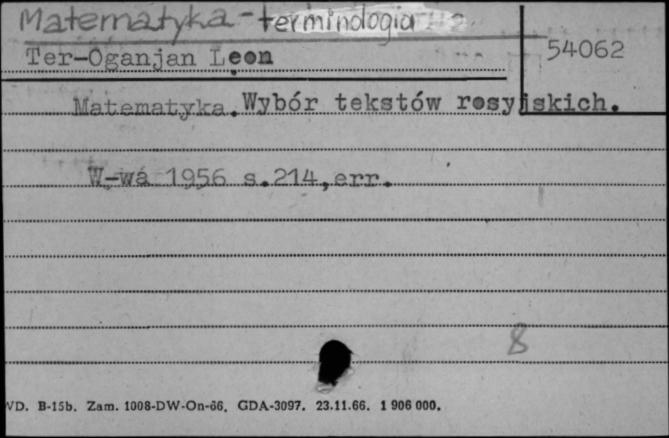 Matematyka - terminologia
Ter-Oganjan Leon
54062
Matematyka. Wybór tekstów rosyjskich.
W-wa 1956 s.214, err.
8
WD. B-15b. Zam. 1008-DW-On-66. GDA-3097. 23.11.66. 1 906 000.